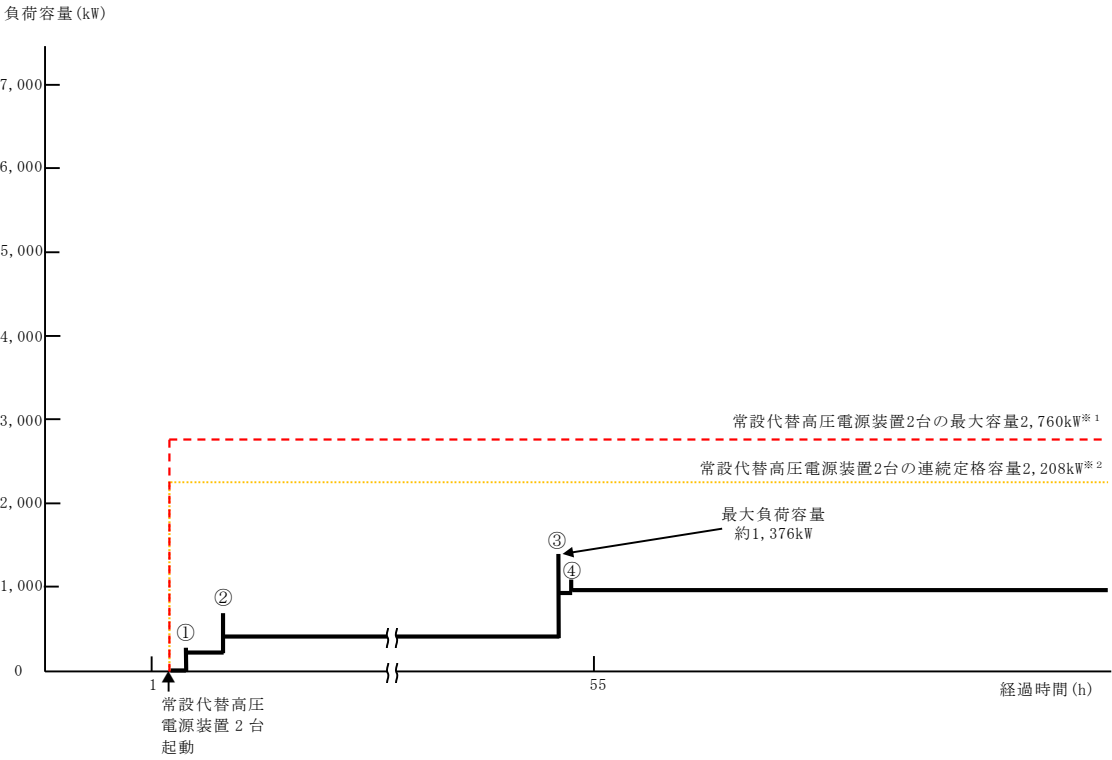 負荷容量(kW)
7,000
6,000
5,000
4,000
3,000
常設代替高圧電源装置2台の最大容量2,760kW※1
常設代替高圧電源装置2台の連続定格容量2,208kW※2
2,000
最大負荷容量
約1,376kW
③
④
1,000
②
①
0
1
55
経過時間(h)
常設代替高圧
電源装置2台
起動